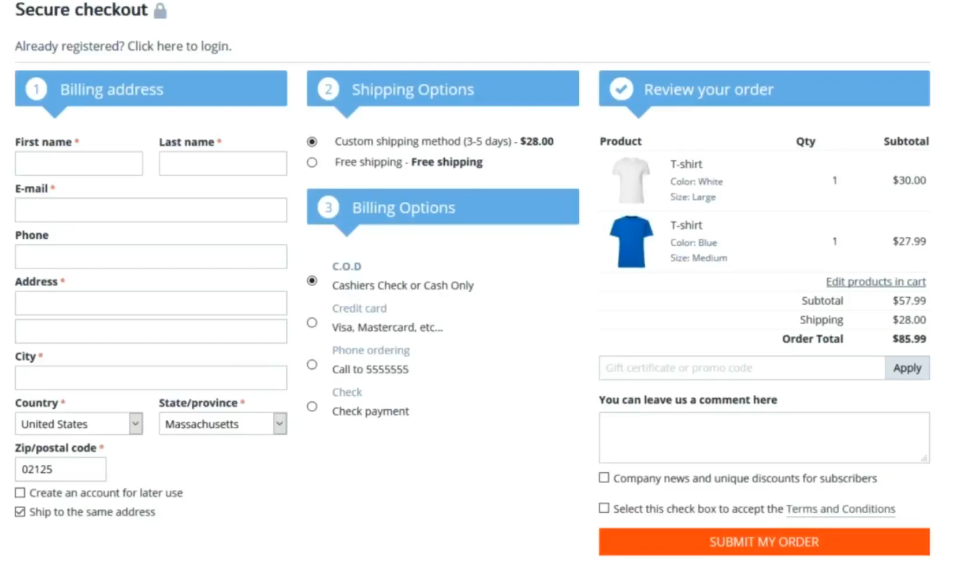 Secure checkout
Already registered? Click here to login.
1 Billing address
First name *
Last name *
E-mail *
Phone
Address *
City *
Country *
State/province *
United States
Massachusetts
Zip/postal code *
02125
Create an account for later use
Ship to the same address
2 Shipping Options
Custom shipping method (3-5 days) - $28.00
Free shipping - Free shipping
3 Billing Options
C.O.D
Cashiers Check or Cash Only
Credit card
Visa, Mastercard, etc...
Phone ordering
Call to 5555555
Check
Check payment
Review your order
Product Qty Subtotal
T-shirt
Color: White
Size: Large
1 $30.00
T-shirt
Color: Blue
Size: Medium
1 $27.99
Edit products in cart
Subtotal $57.99
Shipping $28.00
Order Total $85.99
Gift certificate or promo code
Apply
You can leave us a comment here
Company news and unique discounts for subscribers
Select this check box to accept the Terms and Conditions
SUBMIT MY ORDER